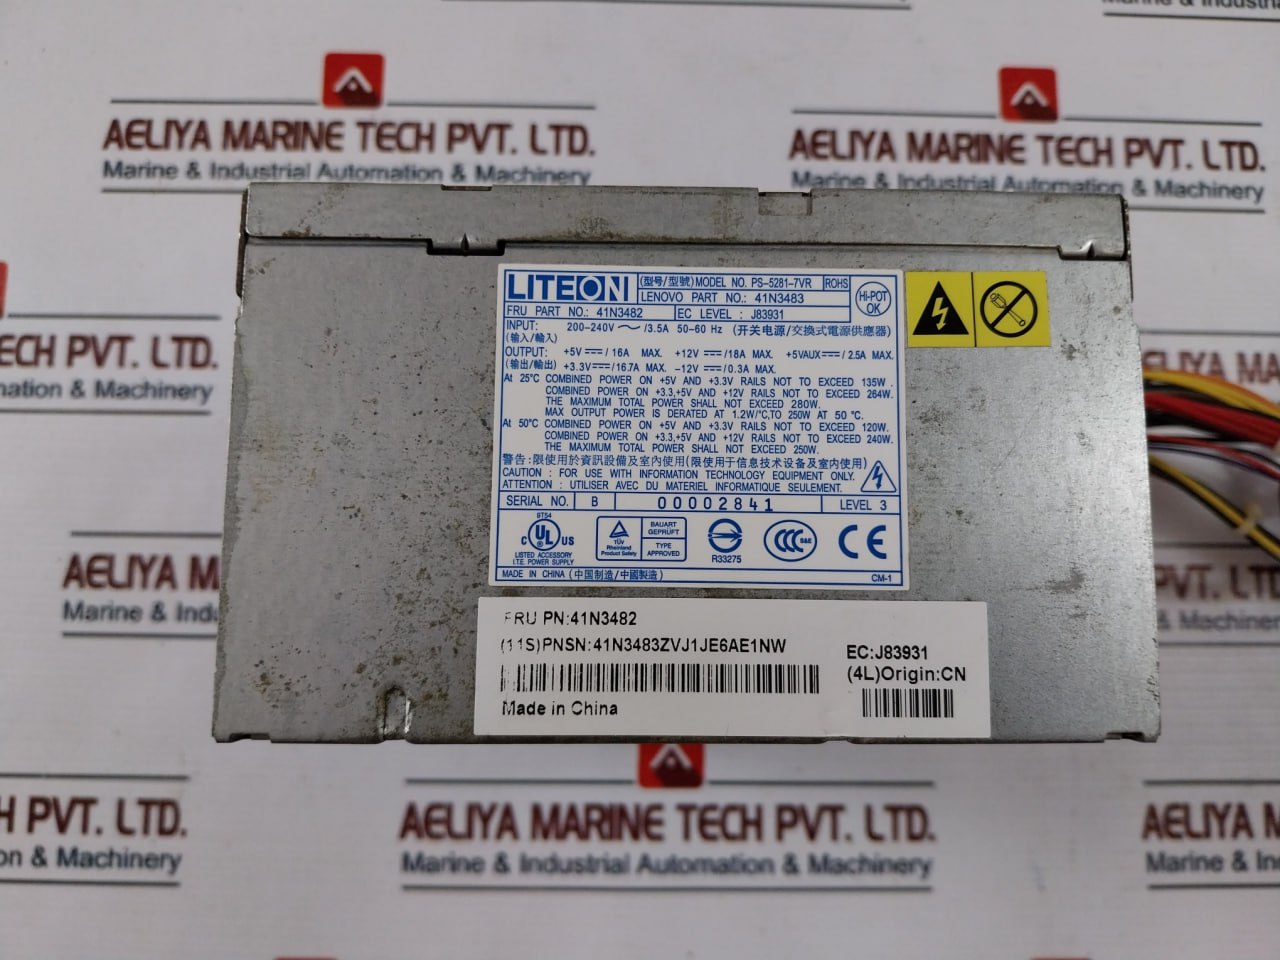 AELIYA MARINE TECH PVT. LTD.
Marine & Industrial Automation & Machinery
AELIYA MARINE TECH PVT. LTD.
Marine & Industrial Automation & Machinery
LITEON
(型号/型號)MODEL NO. PS-5281-7VR
ROHS
LENOVO PART NO.: 41N3483
Hi-POT
OK
FRU PART NO.: 41N3482
EC LEVEL : J83931
INPUT: 200-240V ~ /3.5A 50-60 Hz (开关电源/交換式電源供應器)
(输入/輸入)
OUTPUT: +5V ⎓/16A MAX. +12V ⎓/18A MAX. +5VAUX⎓/2.5A MAX.
(输出/輸出) +3.3V⎓/16.7A MAX. -12V ⎓/0.3A MAX.
At 25°C COMBINED POWER ON +5V AND +3.3V RAILS NOT TO EXCEED 135W.
COMBINED POWER ON +3.3,+5V AND +12V RAILS NOT TO EXCEED 264W.
THE MAXIMUM TOTAL POWER SHALL NOT EXCEED 280W.
MAX OUTPUT POWER IS DERATED AT 1.2W/°C,TO 250W AT 50 °C.
At 50°C COMBINED POWER ON +5V AND +3.3V RAILS NOT TO EXCEED 120W.
COMBINED POWER ON +3.3,+5V AND +12V RAILS NOT TO EXCEED 240W.
THE MAXIMUM TOTAL POWER SHALL NOT EXCEED 250W.
警告:限使用於資訊設備及室內使用(限使用于信息技术设备及室内使用)
CAUTION : FOR USE WITH INFORMATION TECHNOLOGY EQUIPMENT ONLY.
ATTENTION : UTILISER AVEC DU MATERIEL INFORMATIQUE SEULEMENT.
SERIAL NO. B 00002841 LEVEL 3
9T54
c UL US
LISTED ACCESSORY
I.T.E. POWER SUPPLY
TÜV
Rheinland
Product Safety
BAUART
GEPRÜFT
TYPE
APPROVED
R33275
CCC S&E
CE
MADE IN CHINA (中国制造/中國製造)
CM-1
FRU PN:41N3482
(11S)PNSN:41N3483ZVJ1JE6AE1NW
EC:J83931
(4L)Origin:CN
Made in China
CH PVT. LTD.
omation & Machinery
AELIYA MA
AELIYA M
Marine & Indu
H PVT. LTD.
on & Machinery
AELIYA MARINE TECH PVT. LTD.
Marine & Industrial Automation & Machinery
AELIYA M
Marine & Indus